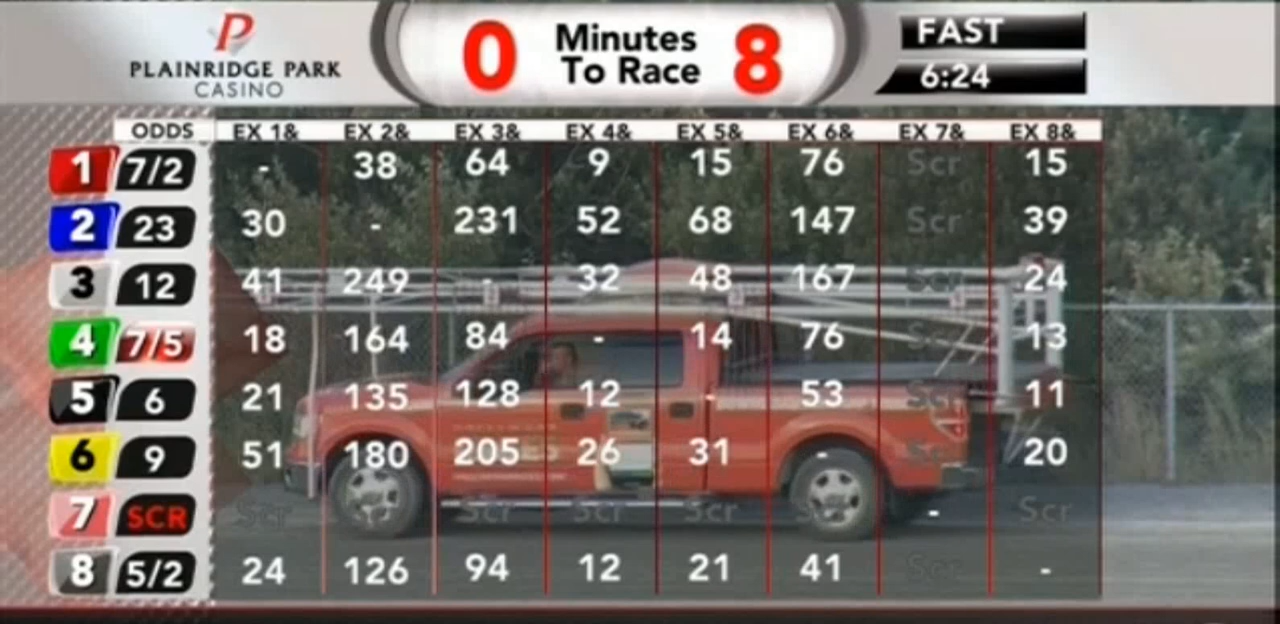 P
PLAINRIDGE PARK
CASINO
0 Minutes To Race 8
FAST
6:24
ODDS EX 1& EX 2& EX 3& EX 4& EX 5& EX 6& EX 7& EX 8&
1 7/2 - 38 64 9 15 76 Scr 15
2 23 30 - 231 52 68 147 Scr 39
3 12 41 249 - 32 48 167 Scr 24
4 7/5 18 164 84 - 14 76 Scr 13
5 6 21 135 128 12 - 53 Scr 11
6 9 51 180 205 26 31 - Scr 20
7 SCR Scr Scr Scr Scr Scr Scr - Scr
8 5/2 24 126 94 12 21 41 Scr -